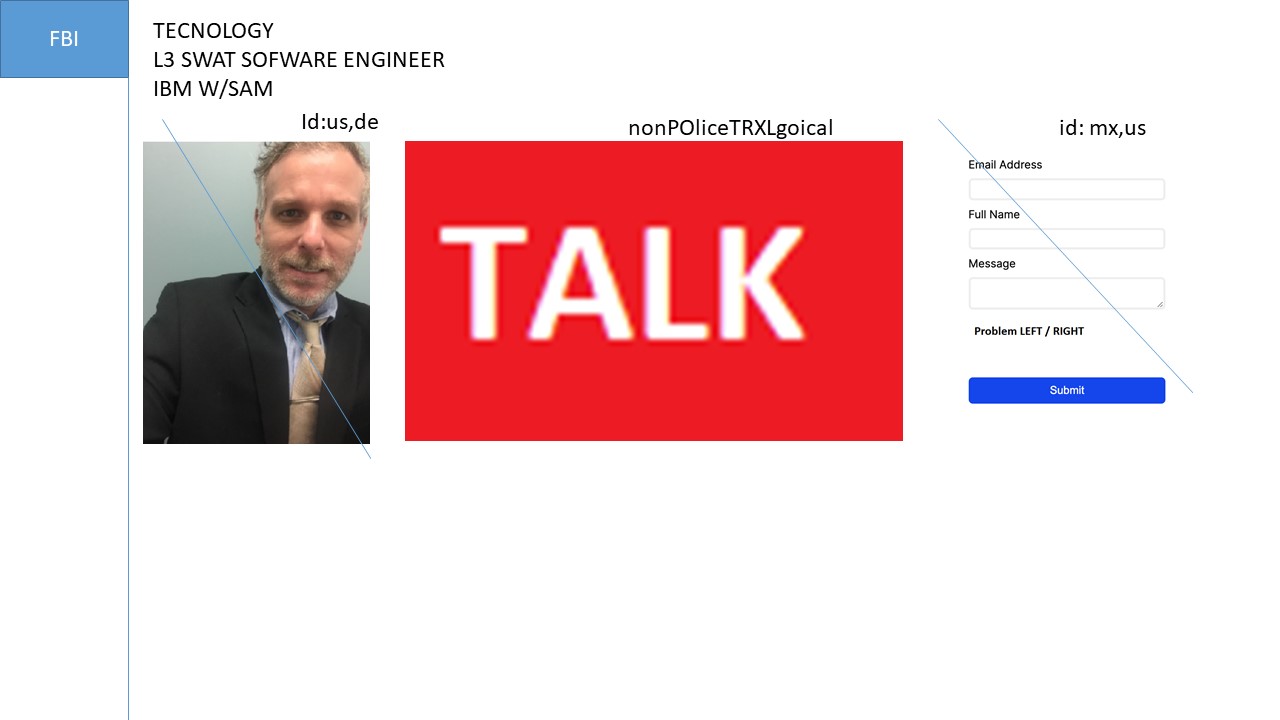 FBI
TECNOLOGY
L3 SWAT SOFWARE ENGINEER
IBM W/SAM
Id:us,de
nonPOliceTRXLgoical
id: mx,us
TALK
Email Address
Full Name
Message
Problem LEFT / RIGHT
Submit